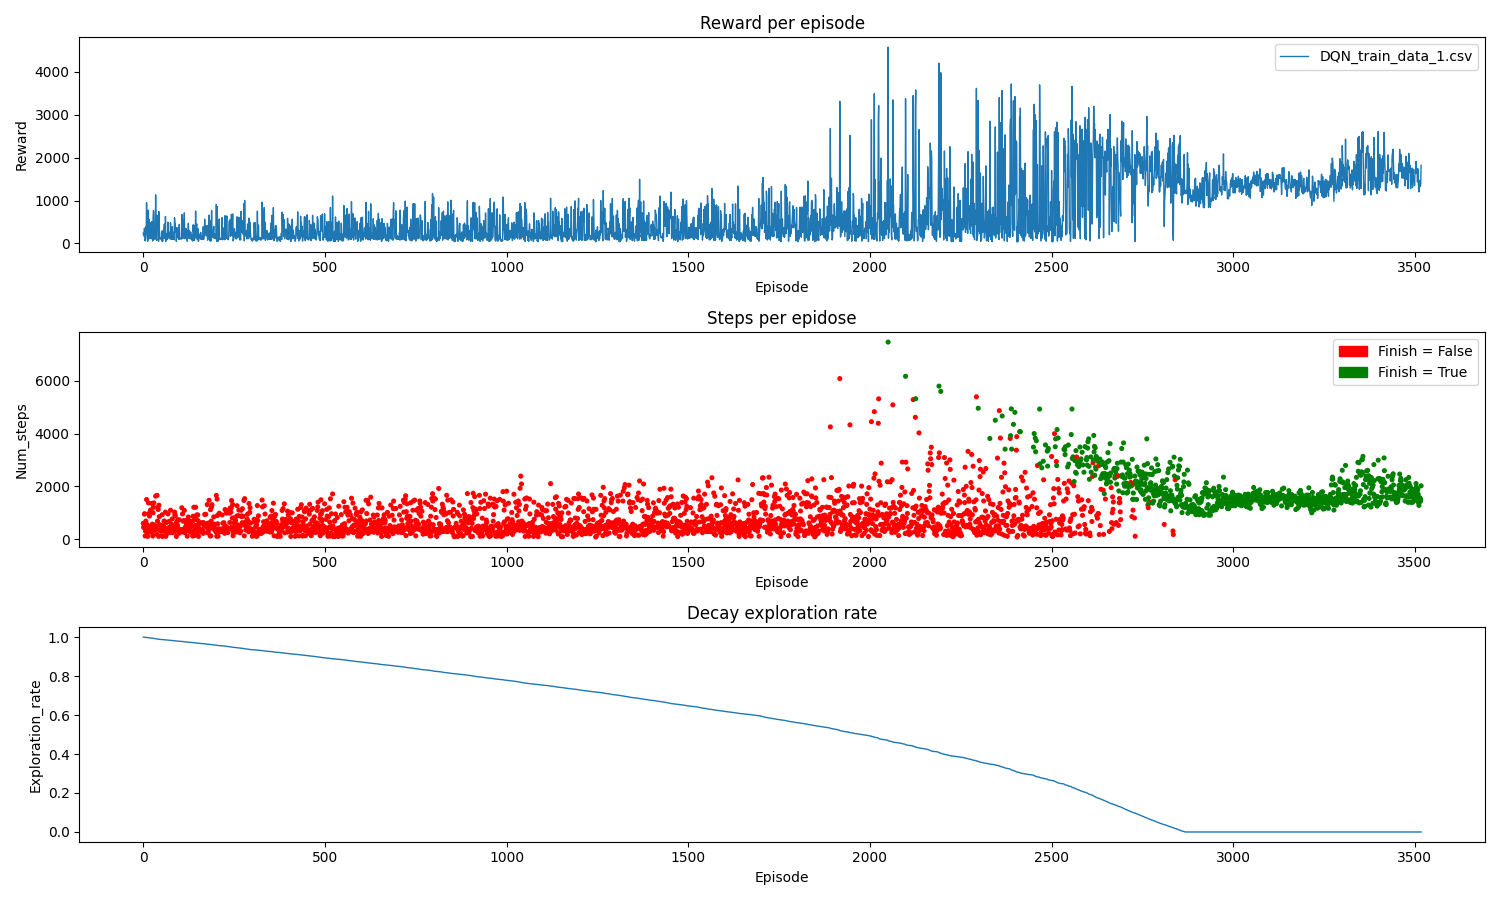 Reward per episode
4000
3000
2000
1000
0
Reward
DQN_train_data_1.csv
0 500 1000 1500 2000 2500 3000 3500
Episode
Steps per epidose
6000
4000
2000
0
Num_steps
Finish = False
Finish = True
0 500 1000 1500 2000 2500 3000 3500
Episode
Decay exploration rate
1.0
0.8
0.6
0.4
0.2
0.0
Exploration_rate
0 500 1000 1500 2000 2500 3000 3500
Episode